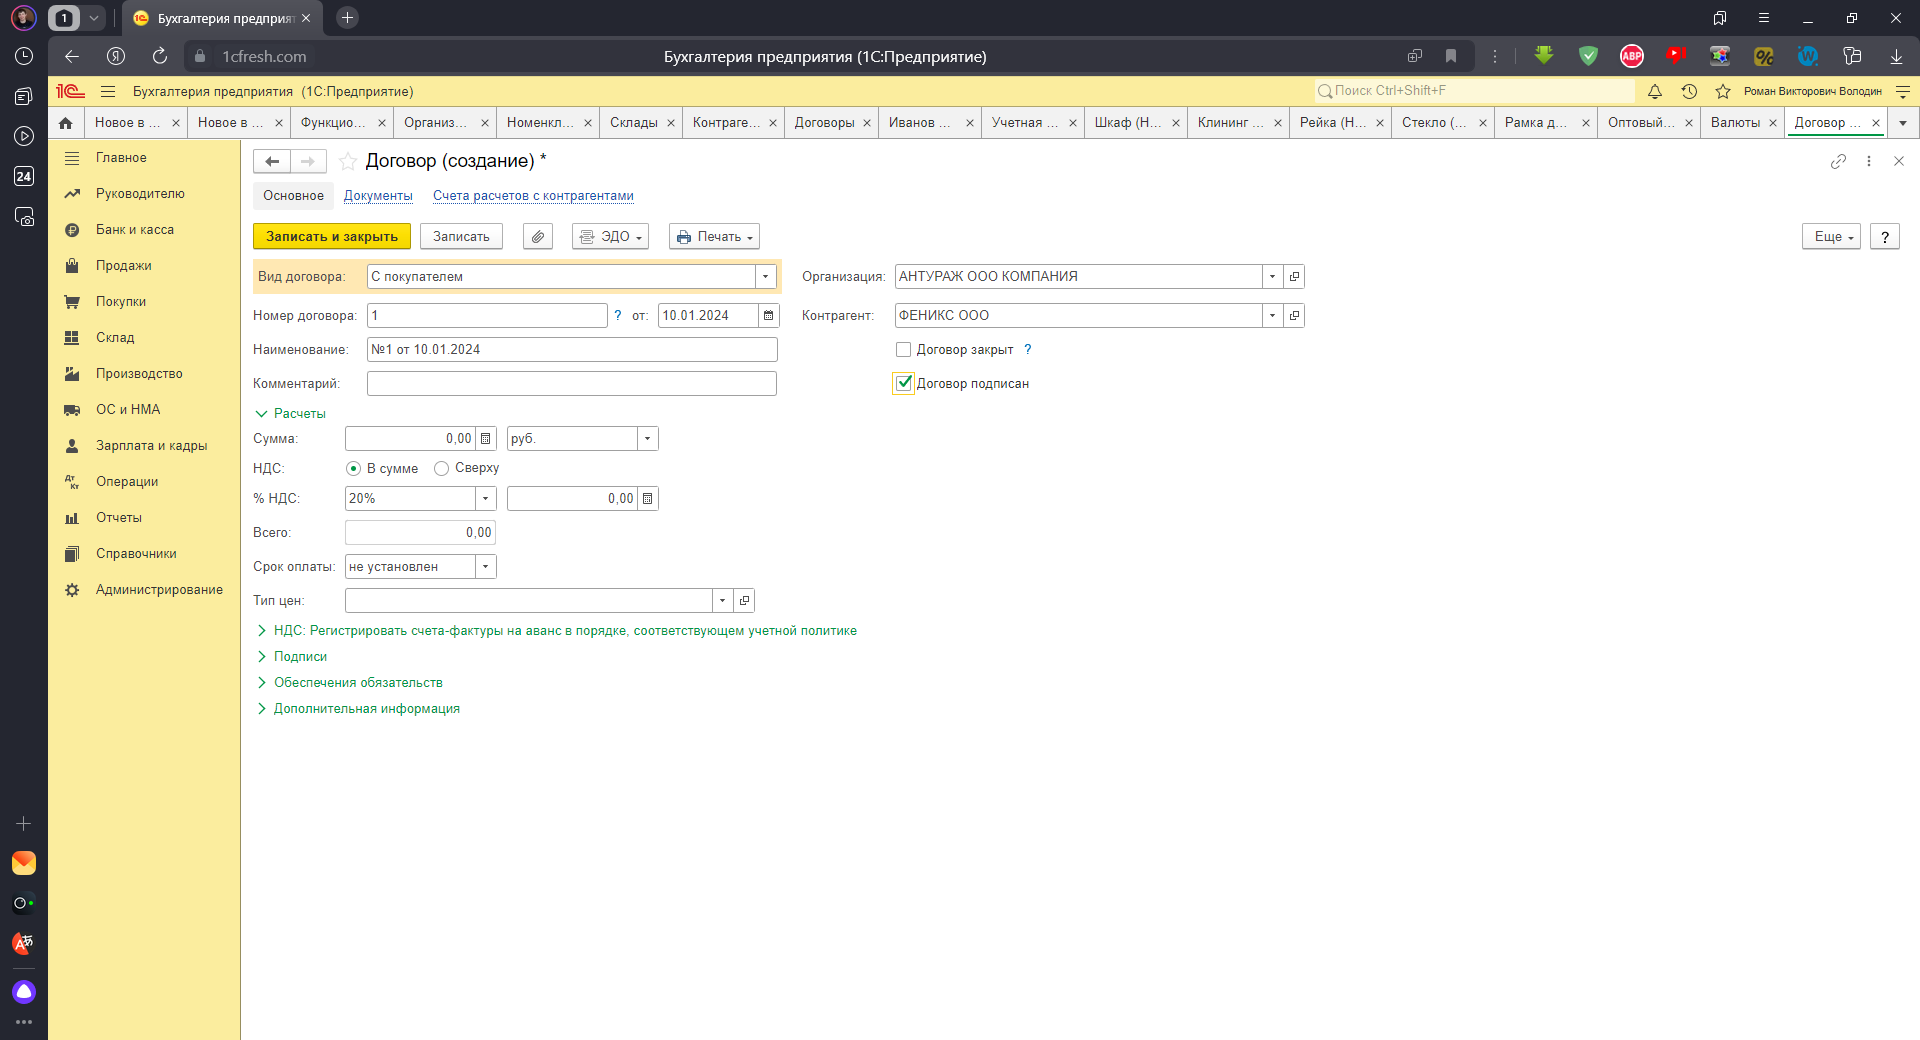 1
Бухгалтерия предприят
1cfresh.com
Бухгалтерия предприятия (1С:Предприятие)
ABP
Бухгалтерия предприятия (1С:Предприятие)
Поиск Ctrl+Shift+F
Роман Викторович Володин
Новое в ...
Новое в ...
Функцио...
Организ...
Номенкл...
Склады
Контраге...
Договоры
Иванов ...
Учетная ...
Шкаф (Н...
Клининг ...
Рейка (Н...
Стекло (...
Рамка д...
Оптовый...
Валюты
Договор ...
24
Главное
Руководителю
Банк и касса
Продажи
Покупки
Склад
Производство
ОС и НМА
Зарплата и кадры
Дт Кт
Операции
Отчеты
Справочники
Администрирование
Договор (создание) *
Основное Документы Счета расчетов с контрагентами
Записать и закрыть Записать ЭДО Печать Еще ?
Вид договора: С покупателем Организация: АНТУРАЖ ООО КОМПАНИЯ
Номер договора: 1 ? от: 10.01.2024 Контрагент: ФЕНИКС ООО
Наименование: №1 от 10.01.2024 Договор закрыт ?
Комментарий: Договор подписан
Расчеты
Сумма: 0,00 руб.
НДС: В сумме Сверху
% НДС: 20% 0,00
Всего: 0,00
Срок оплаты: не установлен
Тип цен:
НДС: Регистрировать счета-фактуры на аванс в порядке, соответствующем учетной политике
Подписи
Обеспечения обязательств
Дополнительная информация